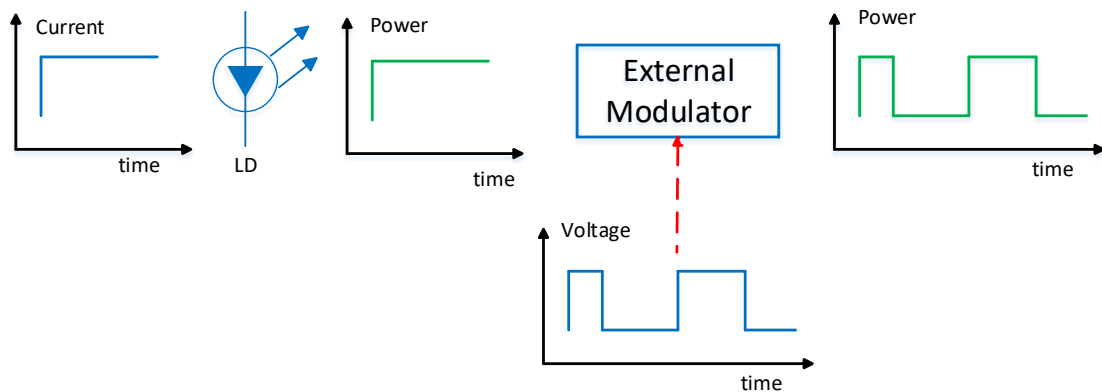 Current
time
LD
Power
time
External
Modulator
Voltage
time
Power
time